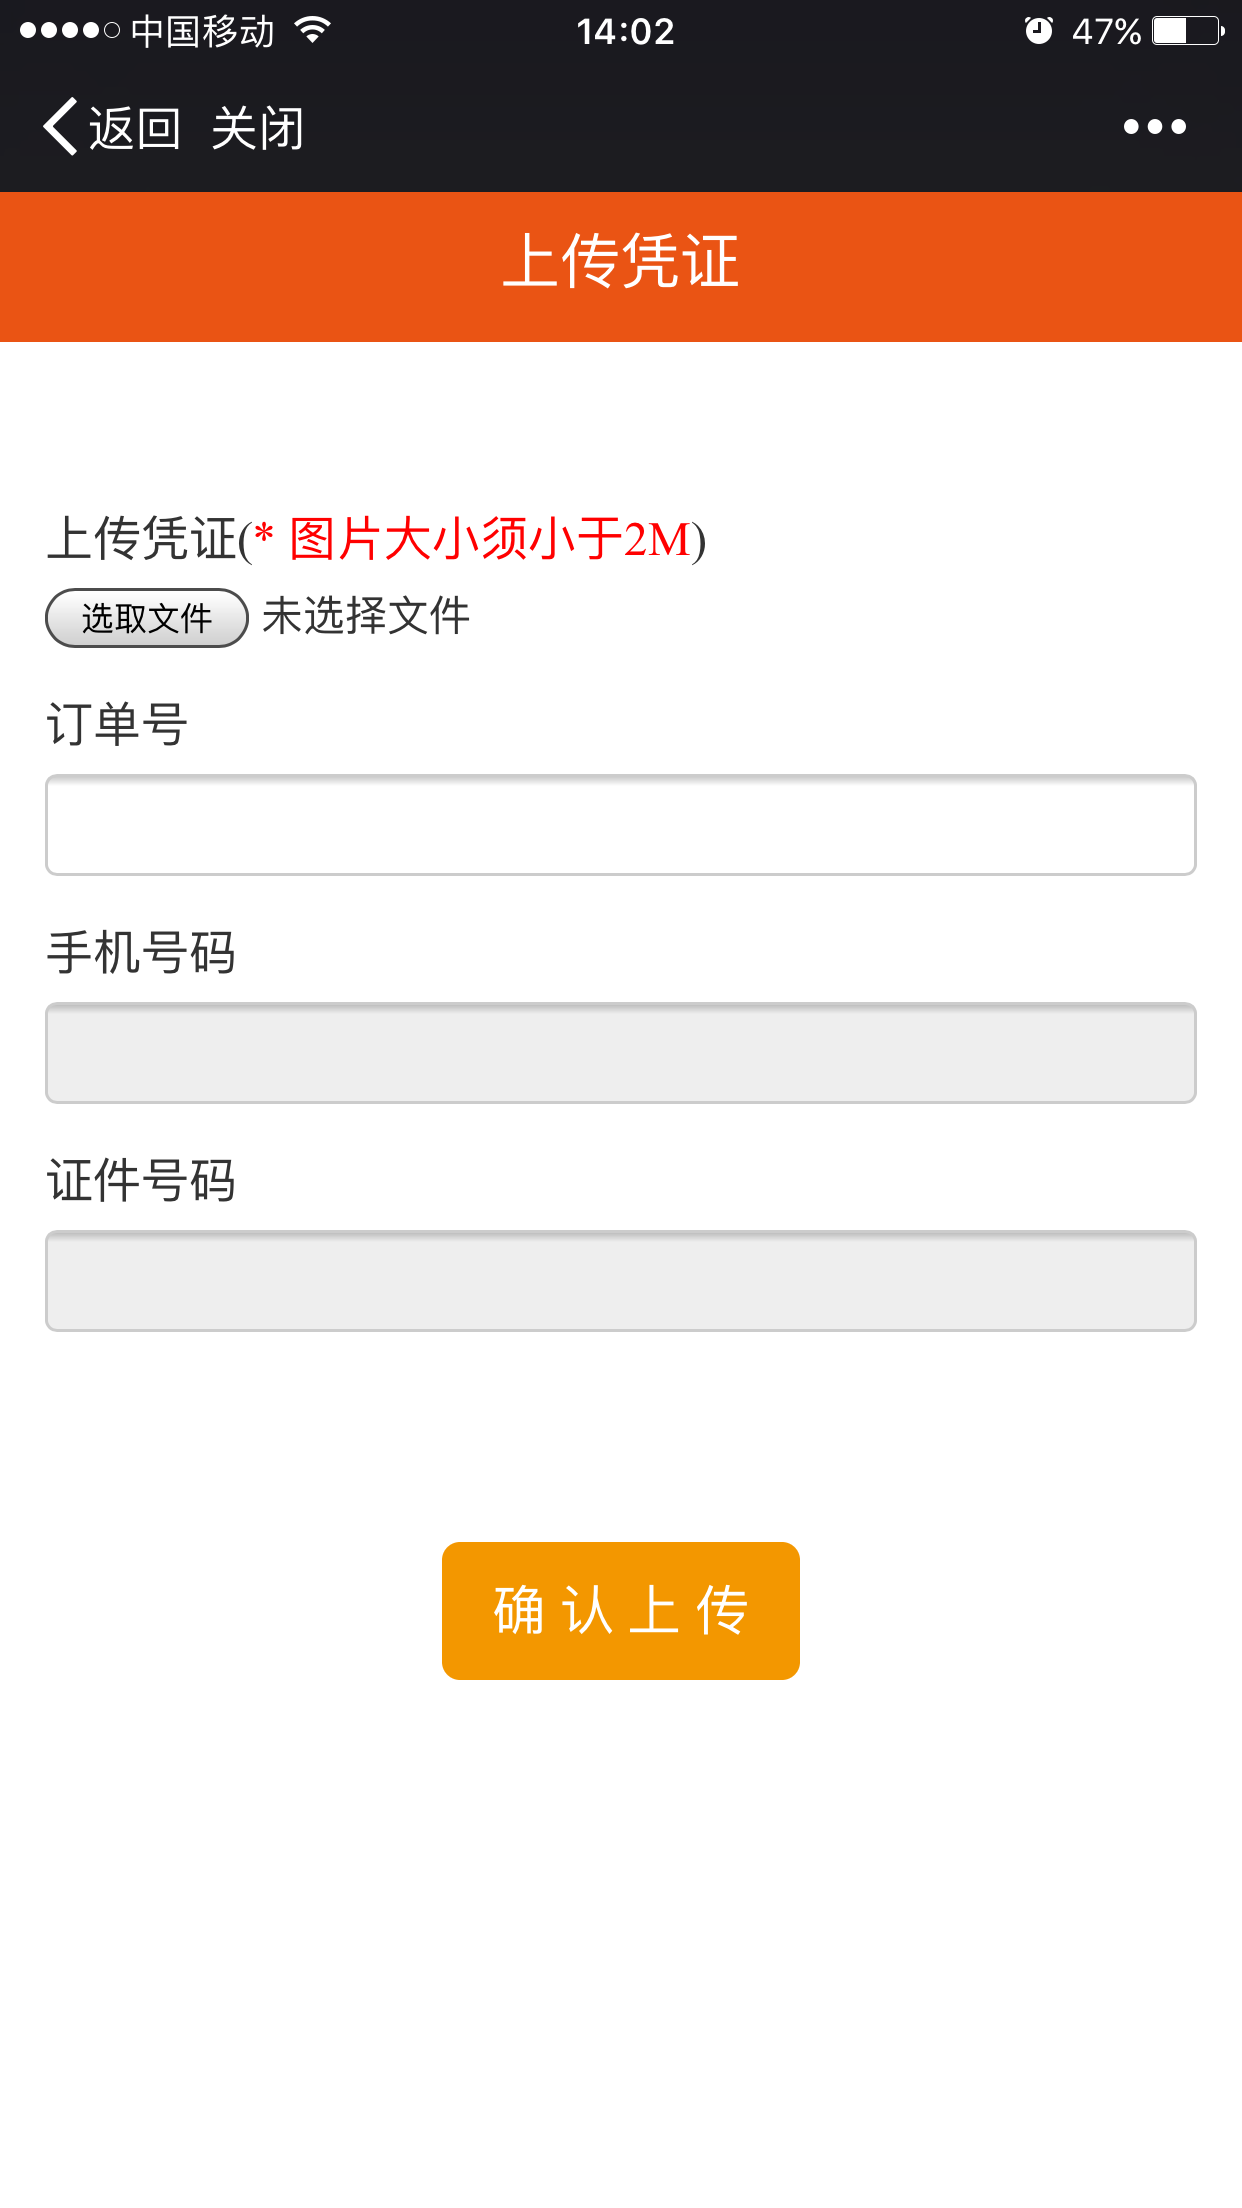 中国移动 14:02 47%
返回 关闭
上传凭证
上传凭证(* 图片大小须小于2M)
选取文件 未选择文件
订单号
手机号码
证件号码
确认上传